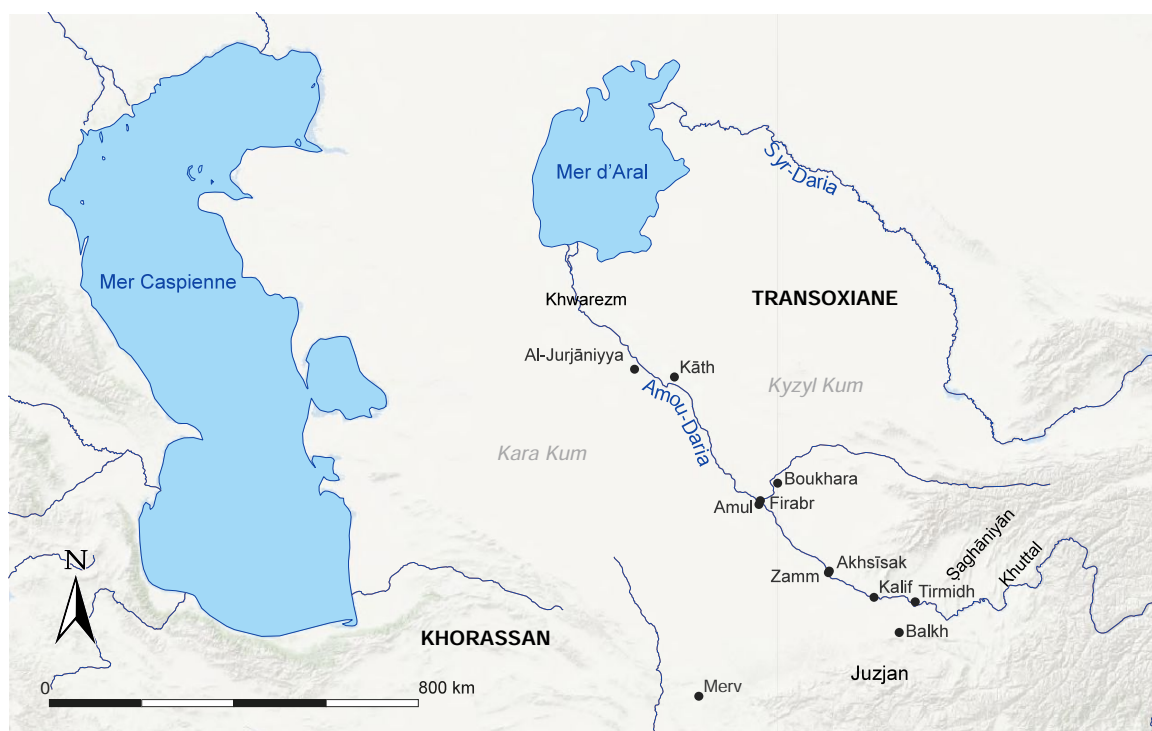 Mer d'Aral
Syr-Daria
Mer Caspienne
Khwarezm
TRANSOXIANE
Al-Jurjāniyya
Kāth
Kyzyl Kum
Amou-Daria
Kara Kum
Boukhara
Amul
Firabr
Ṣaghāniyān
Khuttal
Akhsīsak
Zamm
Kalif
Tirmidh
N
KHORASSAN
Balkh
Juzjan
Merv
0
800 km